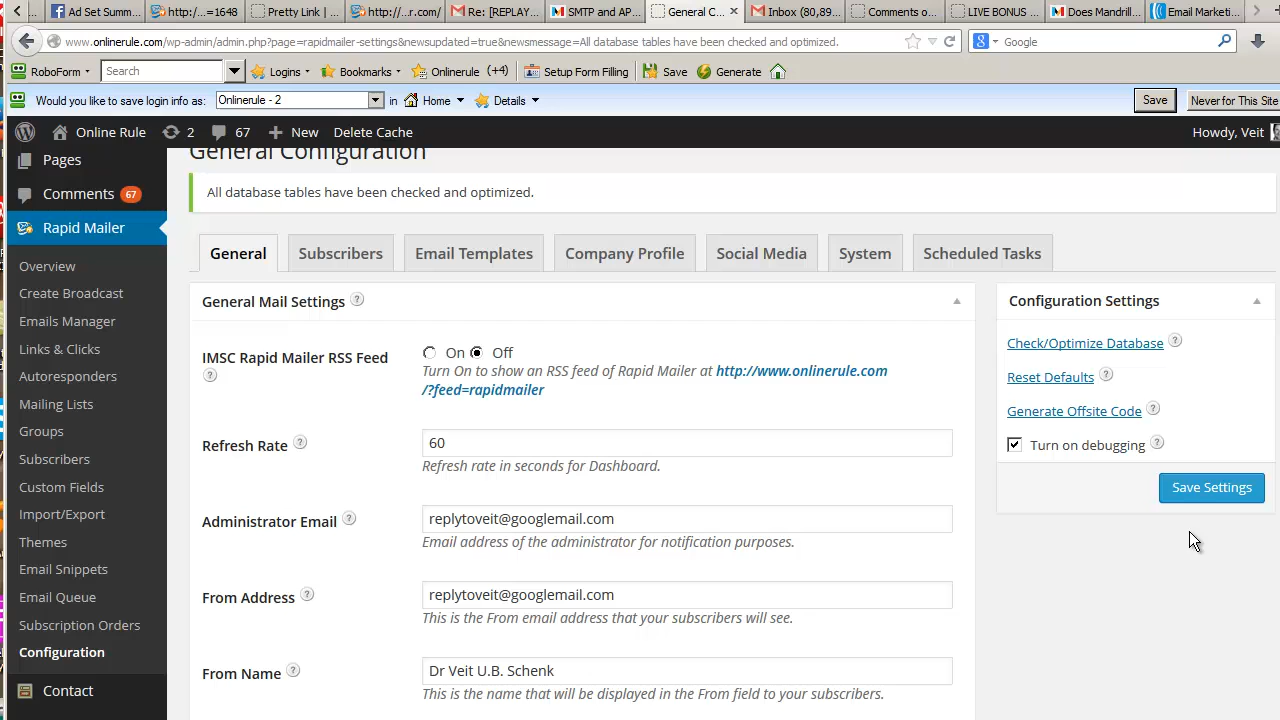 Ad Set Summ...
http:/...=1648
Pretty Link | ...
http://...r.com/
Re: [REPLAY...
SMTP and AP...
General C...
Inbox (80,89...
Comments o...
LIVE BONUS ...
Does Mandrill...
Email Marketi...
www.onlinerule.com/wp-admin/admin.php?page=rapidmailer-settings&newsupdated=true&newsmessage=All database tables have been checked and optimized.
Google
RoboForm
Search
Logins
Bookmarks
Onlinerule (+4)
Setup Form Filling
Save
Generate
Would you like to save login info as:
Onlinerule - 2
in
Home
Details
Save
Never for This Site
Online Rule
2
67
New
Delete Cache
Howdy, Veit
Pages
Comments 67
Rapid Mailer
Overview
Create Broadcast
Emails Manager
Links & Clicks
Autoresponders
Mailing Lists
Groups
Subscribers
Custom Fields
Import/Export
Themes
Email Snippets
Email Queue
Subscription Orders
Configuration
Contact
General Configuration
All database tables have been checked and optimized.
General
Subscribers
Email Templates
Company Profile
Social Media
System
Scheduled Tasks
General Mail Settings ?
IMSC Rapid Mailer RSS Feed
?
On Off
Turn On to show an RSS feed of Rapid Mailer at http://www.onlinerule.com
/?feed=rapidmailer
Refresh Rate ?
60
Refresh rate in seconds for Dashboard.
Administrator Email ?
replytoveit@googlemail.com
Email address of the administrator for notification purposes.
From Address ?
replytoveit@googlemail.com
This is the From email address that your subscribers will see.
From Name ?
Dr Veit U.B. Schenk
This is the name that will be displayed in the From field to your subscribers.
Configuration Settings
Check/Optimize Database ?
Reset Defaults ?
Generate Offsite Code ?
Turn on debugging ?
Save Settings